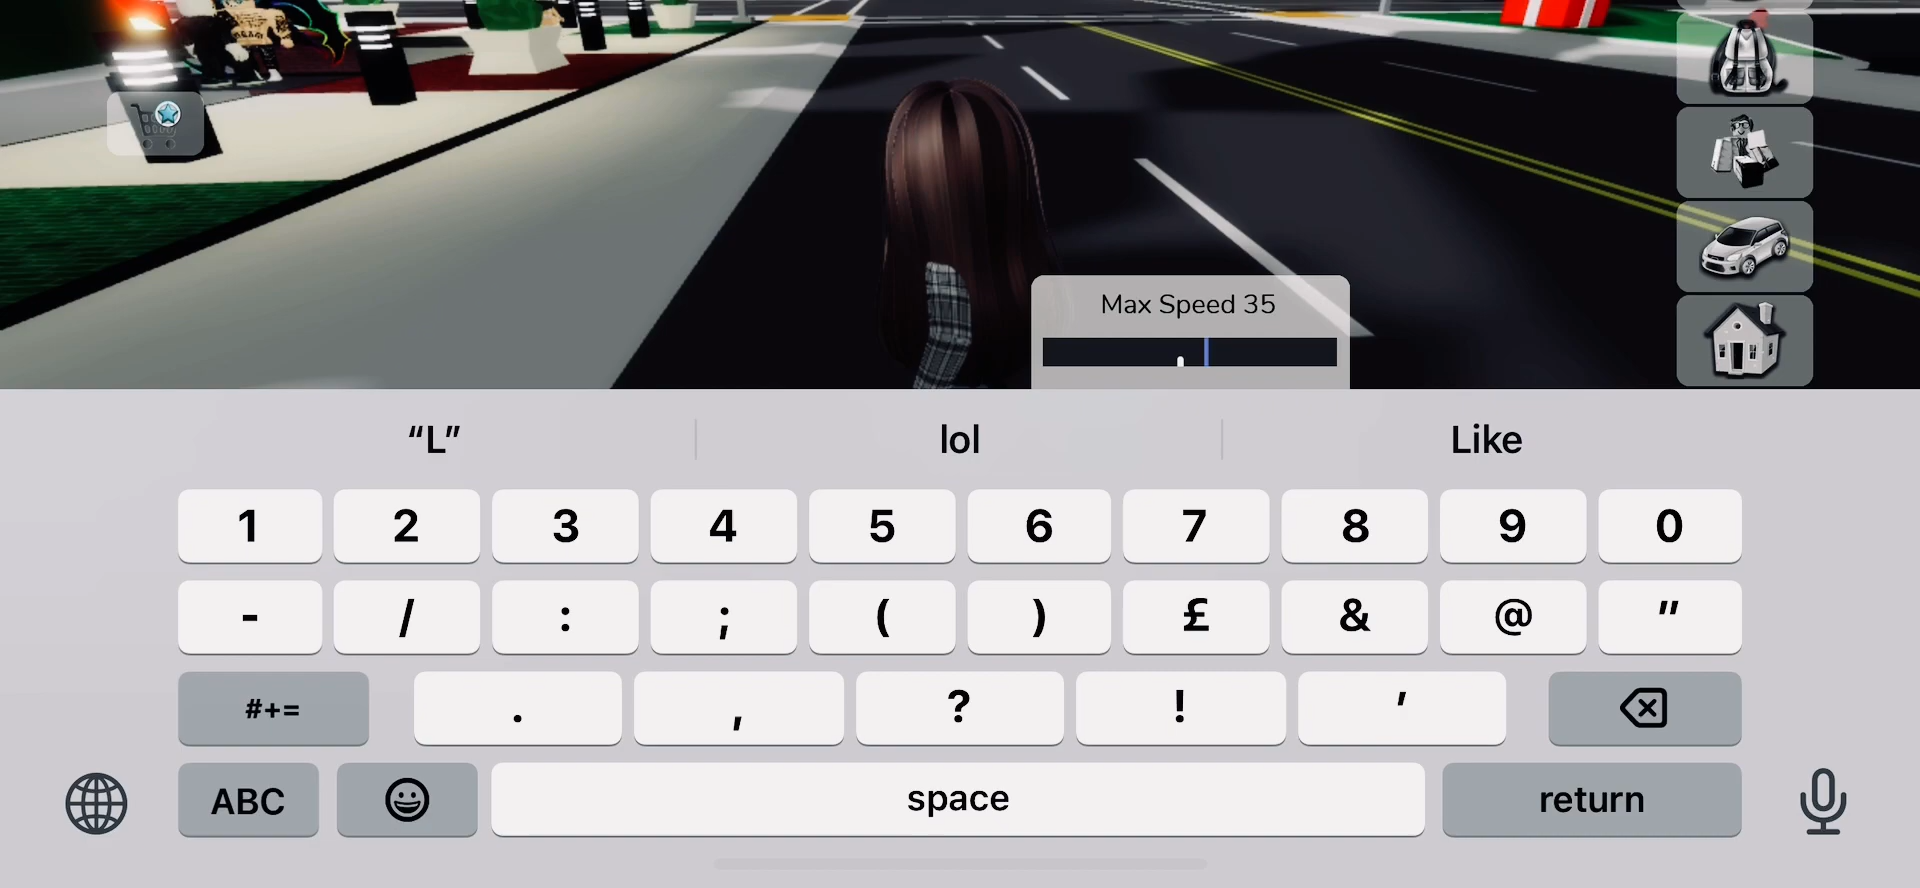 Max Speed 35
“L” lol Like
1 2 3 4 5 6 7 8 9 0
- / : ; ( ) £ & @ "
#+= . , ? ! '
ABC space return